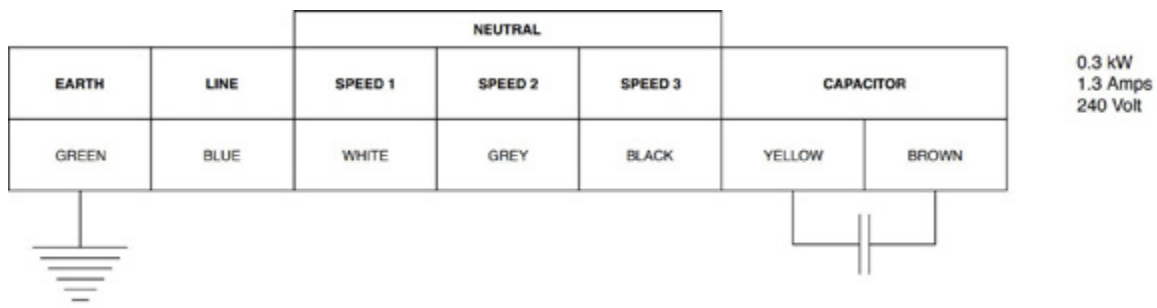 NEUTRAL
EARTH LINE SPEED 1 SPEED 2 SPEED 3 CAPACITOR
GREEN BLUE WHITE GREY BLACK YELLOW BROWN
0.3 kW
1.3 Amps
240 Volt